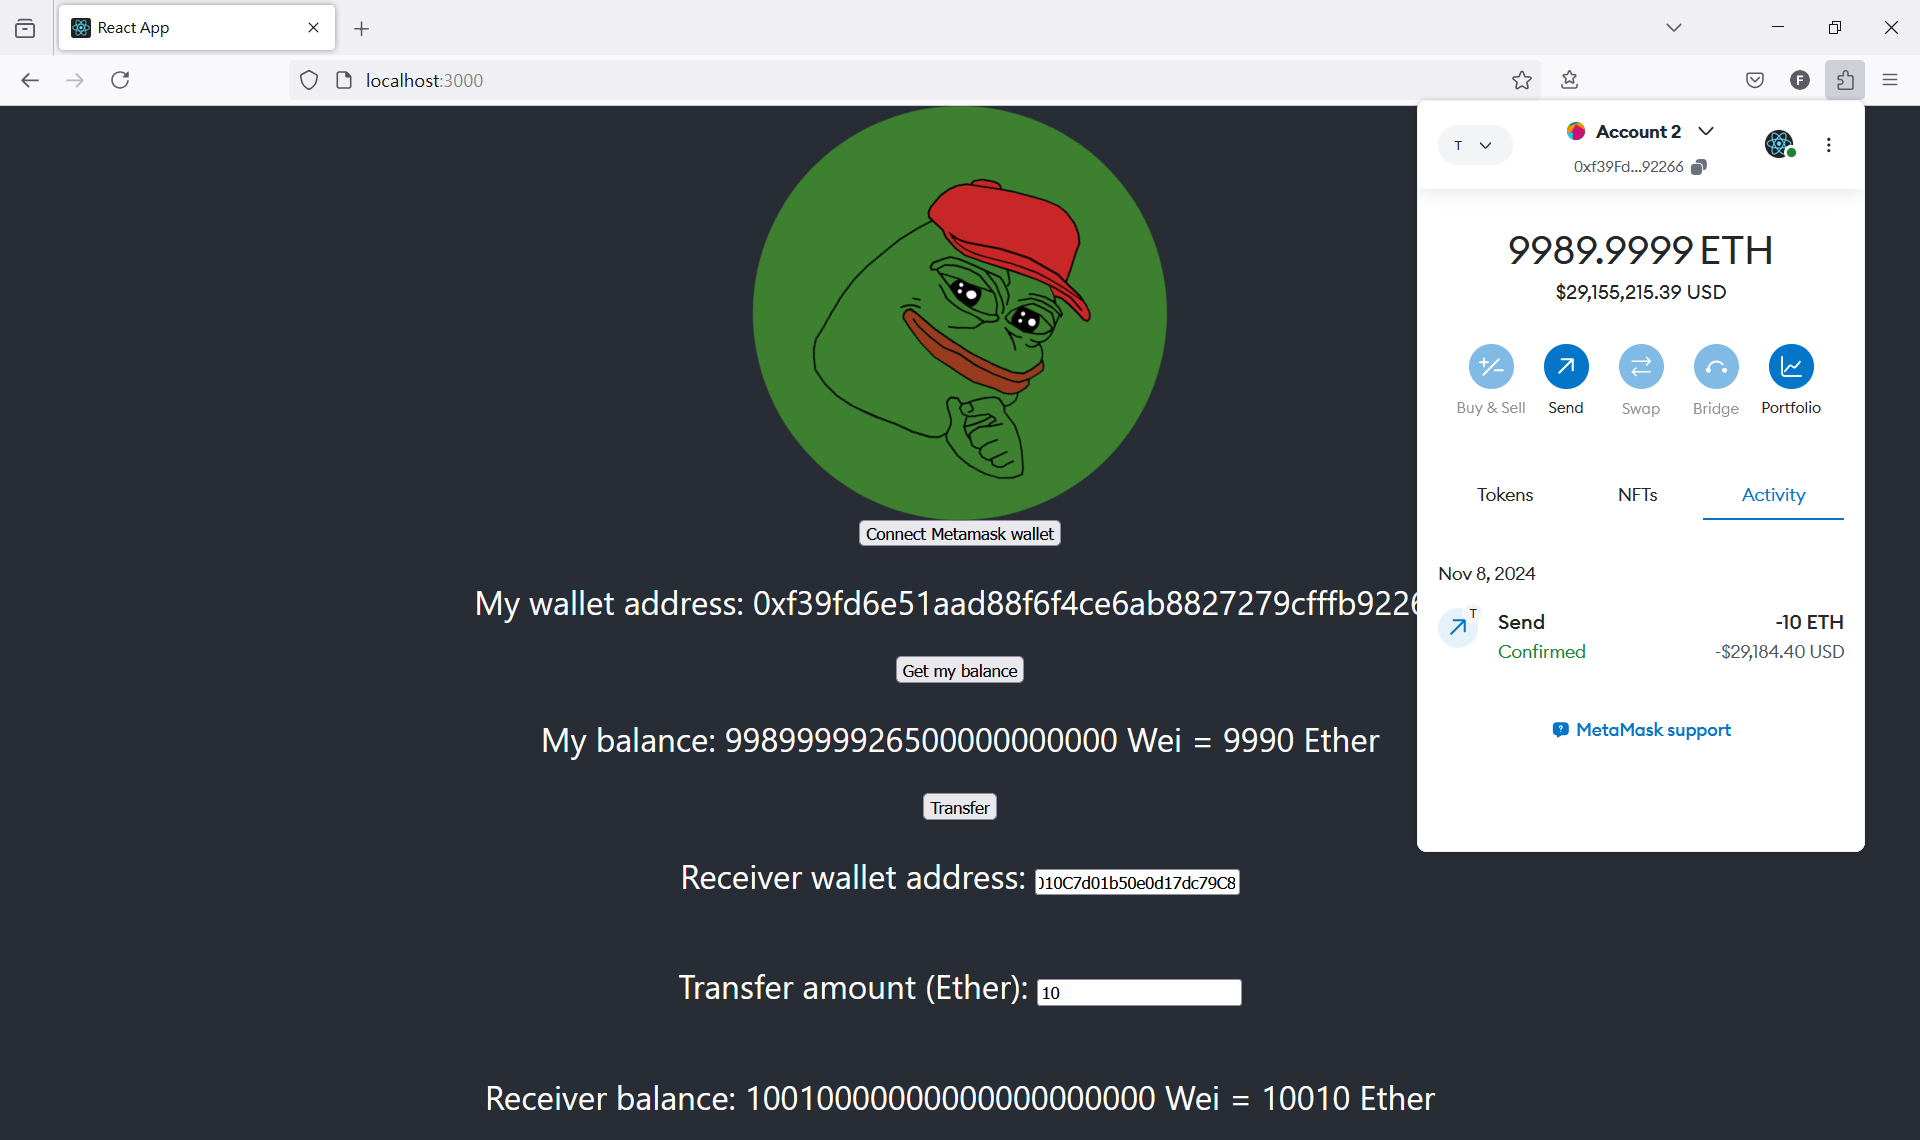 React App
localhost:3000
F
T
Account 2
0xf39Fd...92266
9989.9999 ETH
$29,155,215.39 USD
Buy & Sell
Send
Swap
Bridge
Portfolio
Tokens
NFTs
Activity
Nov 8, 2024
T
Send
-10 ETH
Confirmed
-$29,184.40 USD
MetaMask support
Connect Metamask wallet
My wallet address: 0xf39fd6e51aad88f6f4ce6ab8827279cfffb9226
Get my balance
My balance: 9989999926500000000000 Wei = 9990 Ether
Transfer
Receiver wallet address: 010C7d01b50e0d17dc79C8
Transfer amount (Ether): 10
Receiver balance: 10010000000000000000000 Wei = 10010 Ether